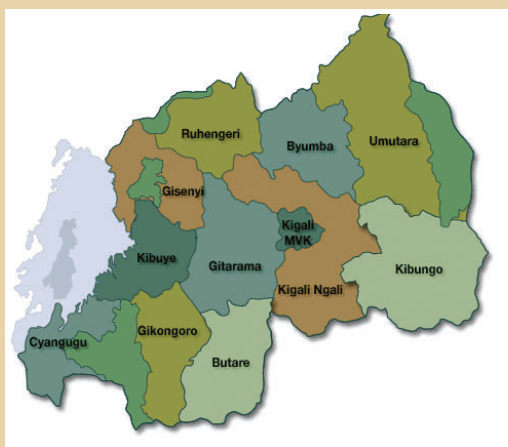 Ruhengeri
Byumba
Umutara
Gisenyi
Kigali
MVK
Kibuye
Gitarama
Kibungo
Kigali Ngali
Gikongoro
Cyangugu
Butare